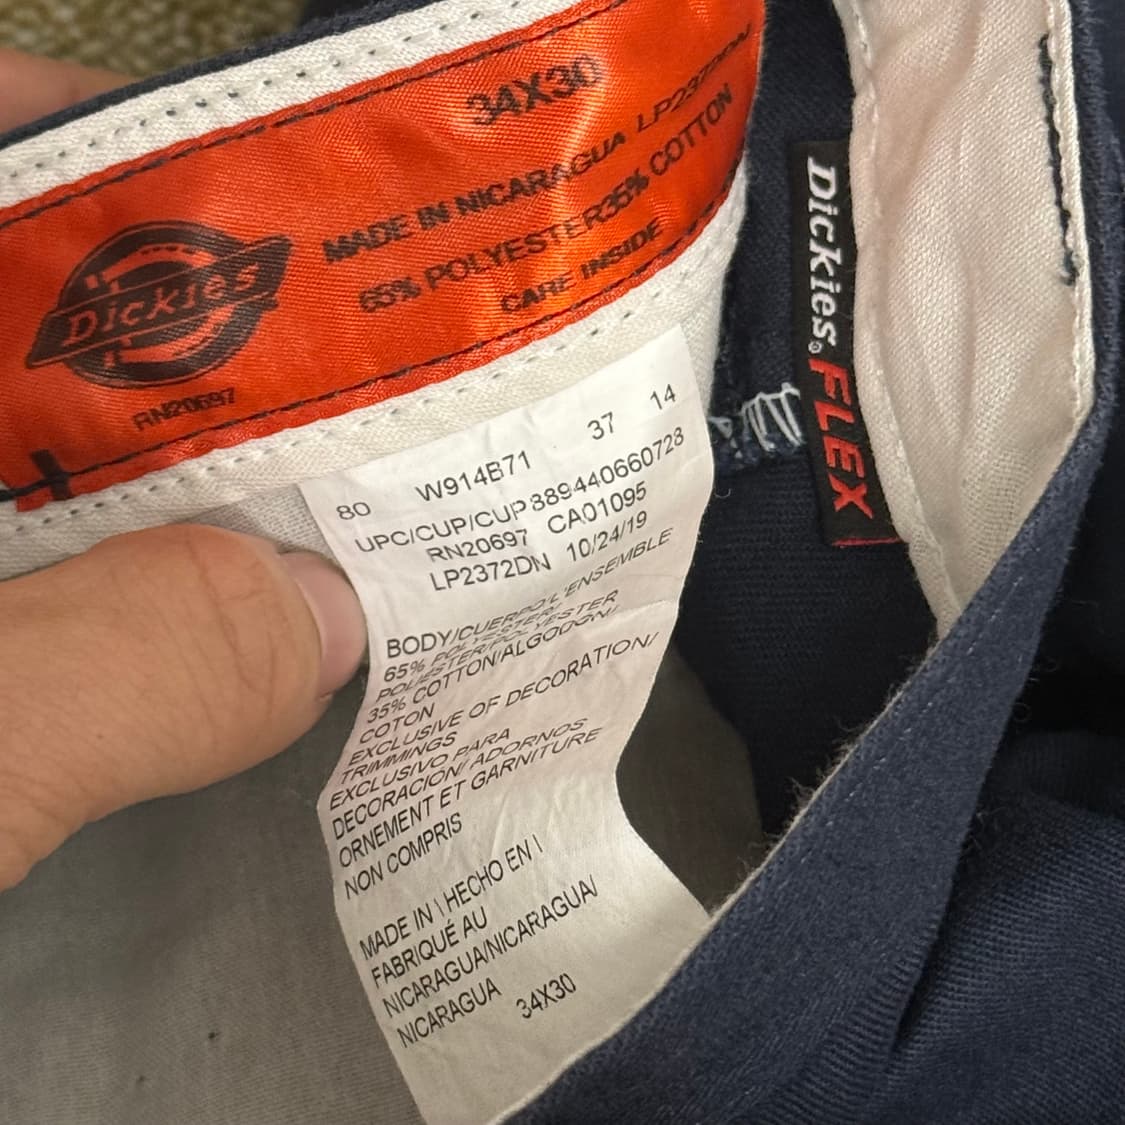 34X30
MADE IN NICARAGUA LP2372DN
65% POLYESTER35% COTTON
CARE INSIDE
Dickies
RN20697
Dickies® FLEX
80 W914B71 37 14
UPC/CUP/CUP 889440660728
RN20697 CA01095
LP2372DN 10/24/19
BODY/CUERPO/L'ENSEMBLE
65% POLYESTER/
POLIESTER/POLYESTER
35% COTTON/ALGODON/
COTON
EXCLUSIVE OF DECORATION/
TRIMMINGS
EXCLUSIVO PARA
DECORACIÓN/ ADORNOS
ORNEMENT ET GARNITURE
NON COMPRIS
MADE IN \ HECHO EN \
FABRIQUÉ AU
NICARAGUA/NICARAGUA/
NICARAGUA 34X30